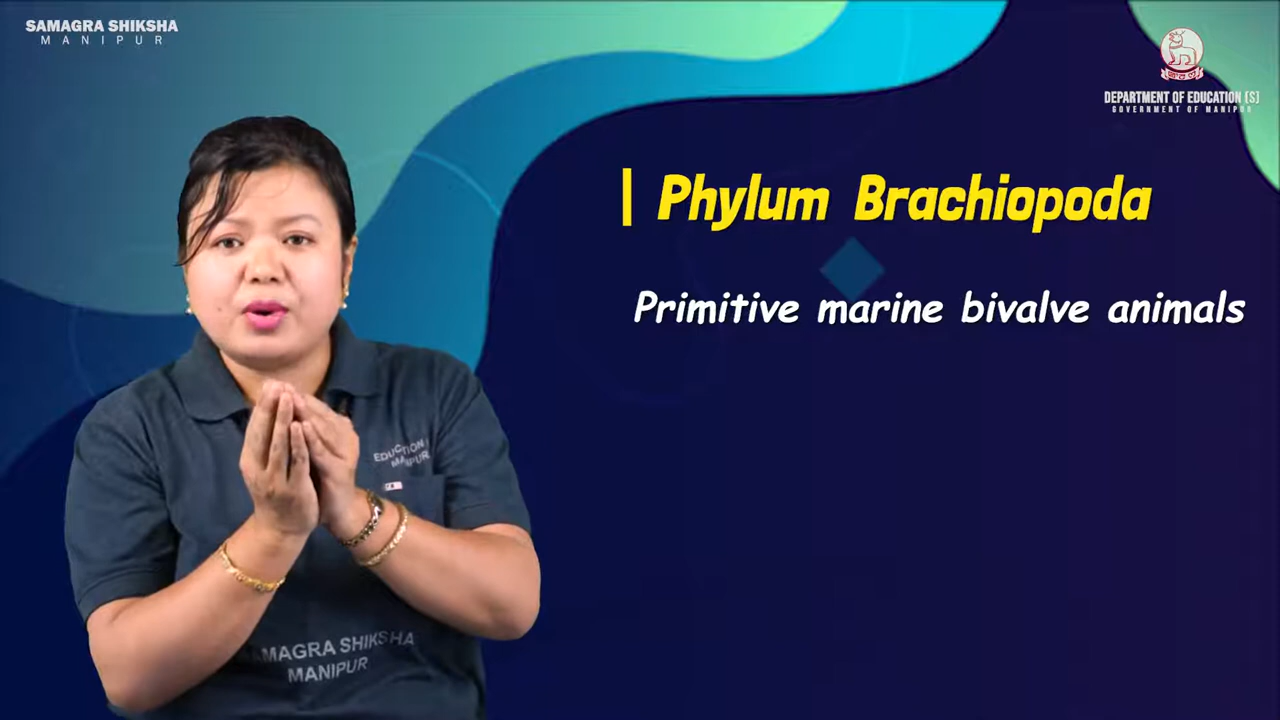 SAMAGRA SHIKSHA
MANIPUR
DEPARTMENT OF EDUCATION (S)
GOVERNMENT OF MANIPUR
Phylum Brachiopoda
Primitive marine bivalve animals
EDUCATION
MANIPUR
SAMAGRA SHIKSHA
MANIPUR